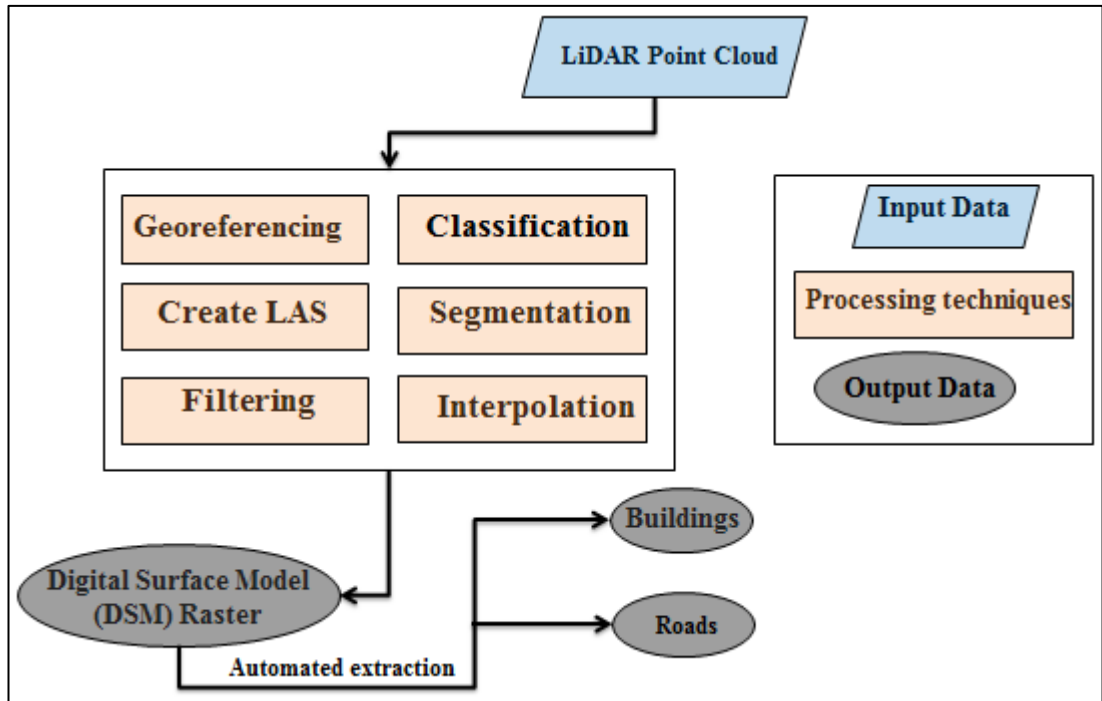 LiDAR Point Cloud
Georeferencing
Classification
Create LAS
Segmentation
Filtering
Interpolation
Input Data
Processing techniques
Output Data
Digital Surface Model
(DSM) Raster
Automated extraction
Buildings
Roads